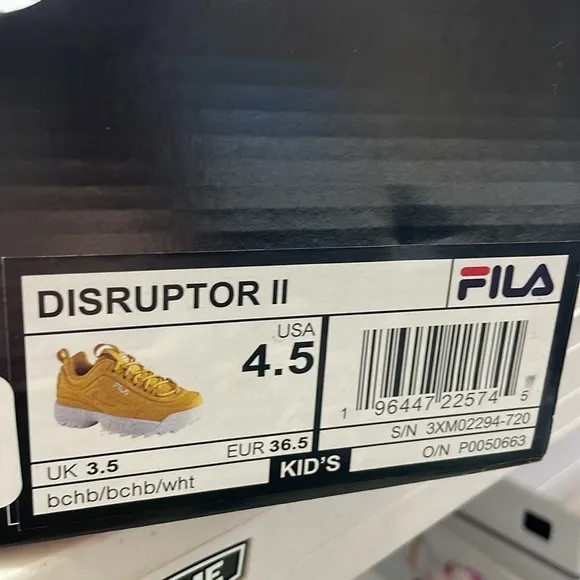 DISRUPTOR II
FILA
USA
4.5
UK 3.5
EUR 36.5
bchb/bchb/wht
KID'S
1 96447 22574 5
S/N 3XM02294-720
O/N P0050663